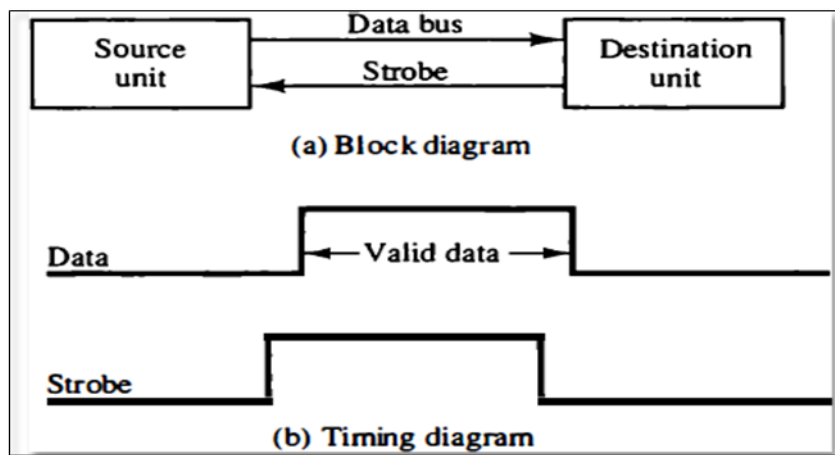 Source
unit
Data bus
Strobe
Destination
unit
(a) Block diagram
Data
Valid data
Strobe
(b) Timing diagram